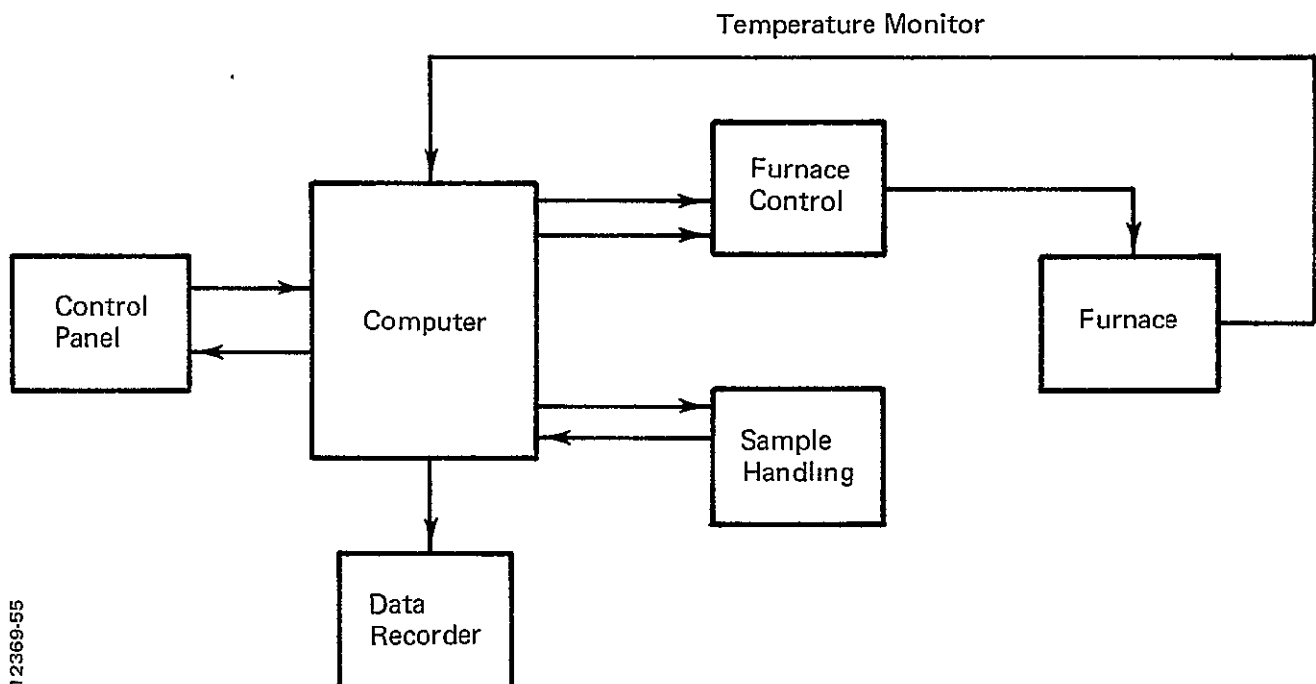 Temperature Monitor
Furnace
Control
Control
Panel
Computer
Furnace
Sample
Handling
Data
Recorder
12369-55